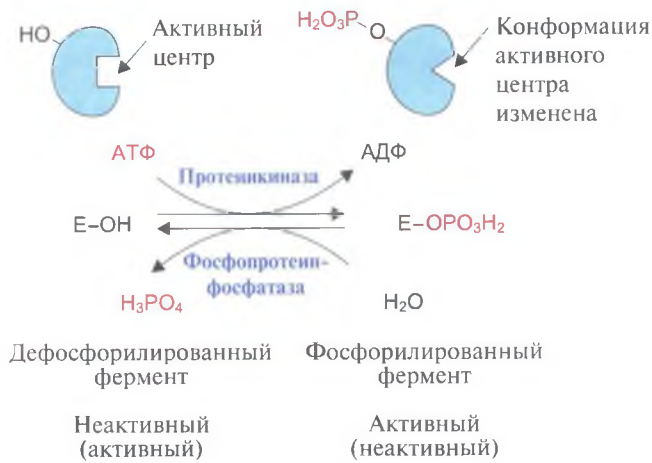 HO
Активный
центр
H₂O₃P
O
Конформация
активного
центра
изменена
АТФ
Протеинкиназа
АДФ
E–OH
E–OPO₃H₂
Фосфопротеин-
фосфатаза
H₃PO₄
H₂O
Дефосфорилированный
фермент
Фосфорилированный
фермент
Неактивный
(активный)
Активный
(неактивный)